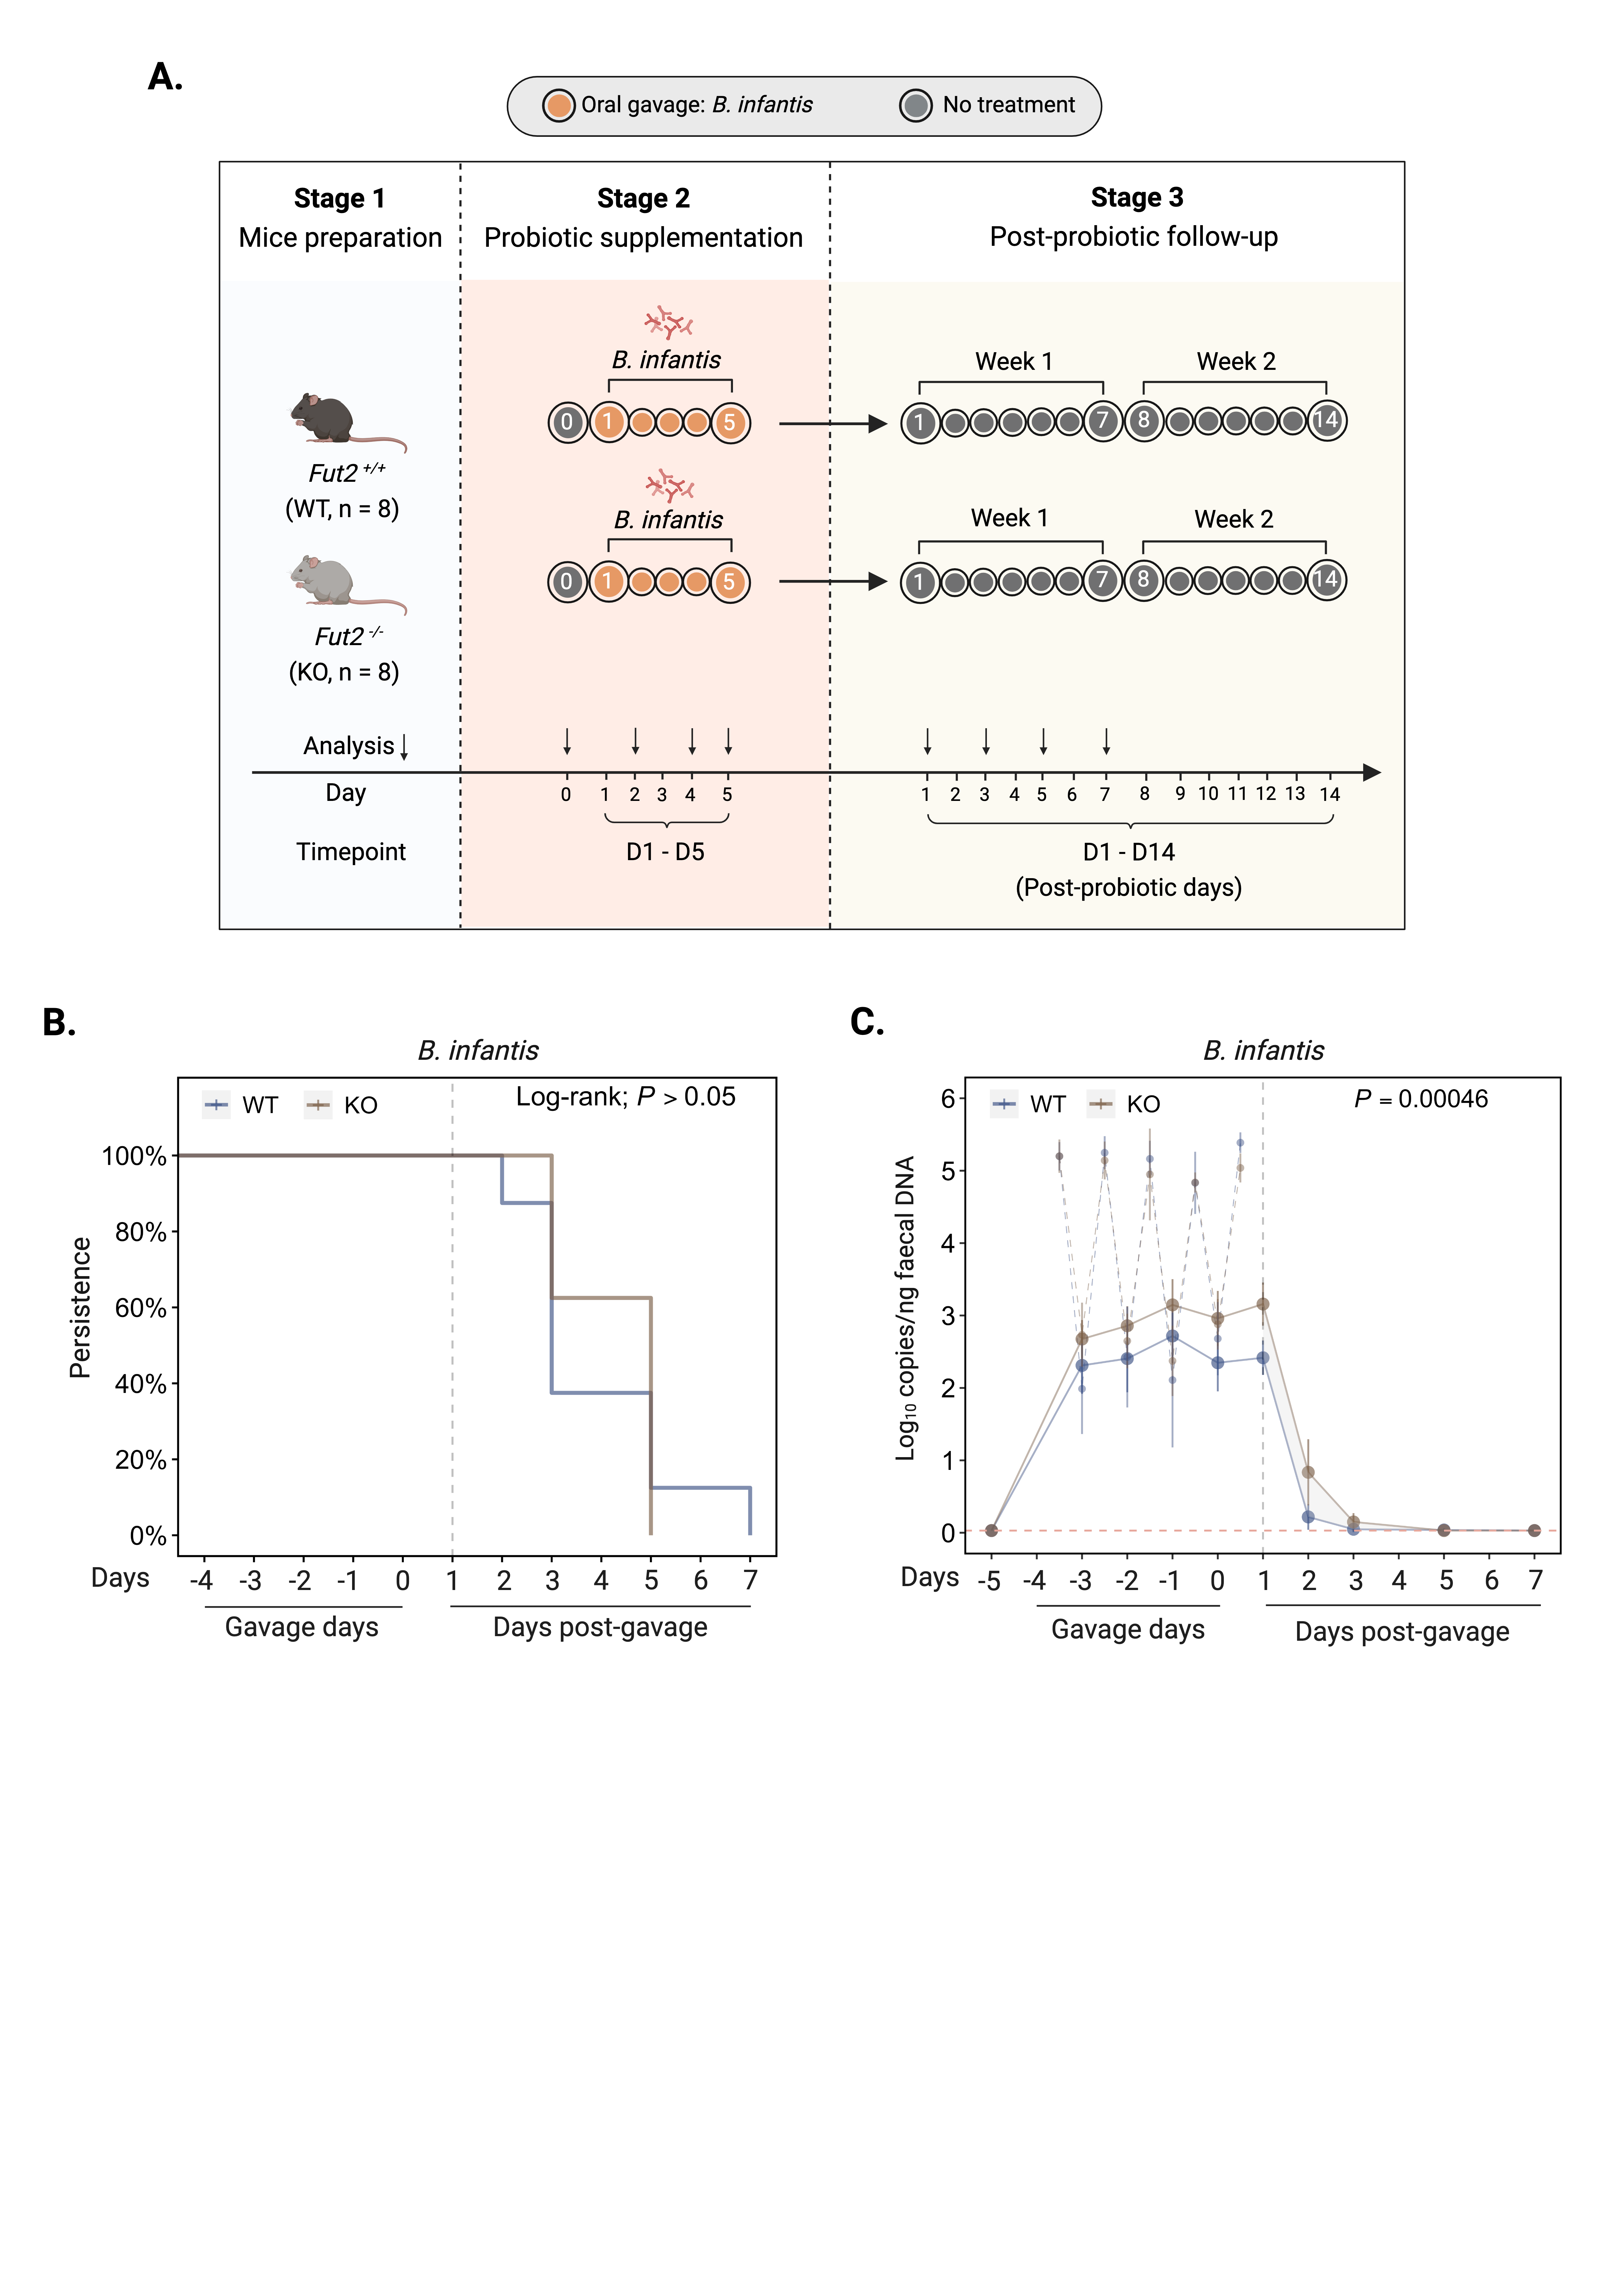 A.
Oral gavage: B. infantis No treatment
Stage 1 Stage 2 Stage 3
Mice preparation Probiotic supplementation Post-probiotic follow-up
B. infantis
Week 1 Week 2
0 1 5 1 7 8 14
Fut2 +/+
(WT, n = 8)
B. infantis
Week 1 Week 2
0 1 5 1 7 8 14
Fut2 -/-
(KO, n = 8)
Analysis
Day 0 1 2 3 4 5 1 2 3 4 5 6 7 8 9 10 11 12 13 14
Timepoint D1 - D5 D1 - D14
(Post-probiotic days)
B.
B. infantis
WT KO Log-rank; P > 0.05
Persistence
100%
80%
60%
40%
20%
0%
Days -4 -3 -2 -1 0 1 2 3 4 5 6 7
Gavage days Days post-gavage
C.
B. infantis
WT KO P = 0.00046
Log10 copies/ng faecal DNA
6
5
4
3
2
1
0
Days -5 -4 -3 -2 -1 0 1 2 3 4 5 6 7
Gavage days Days post-gavage